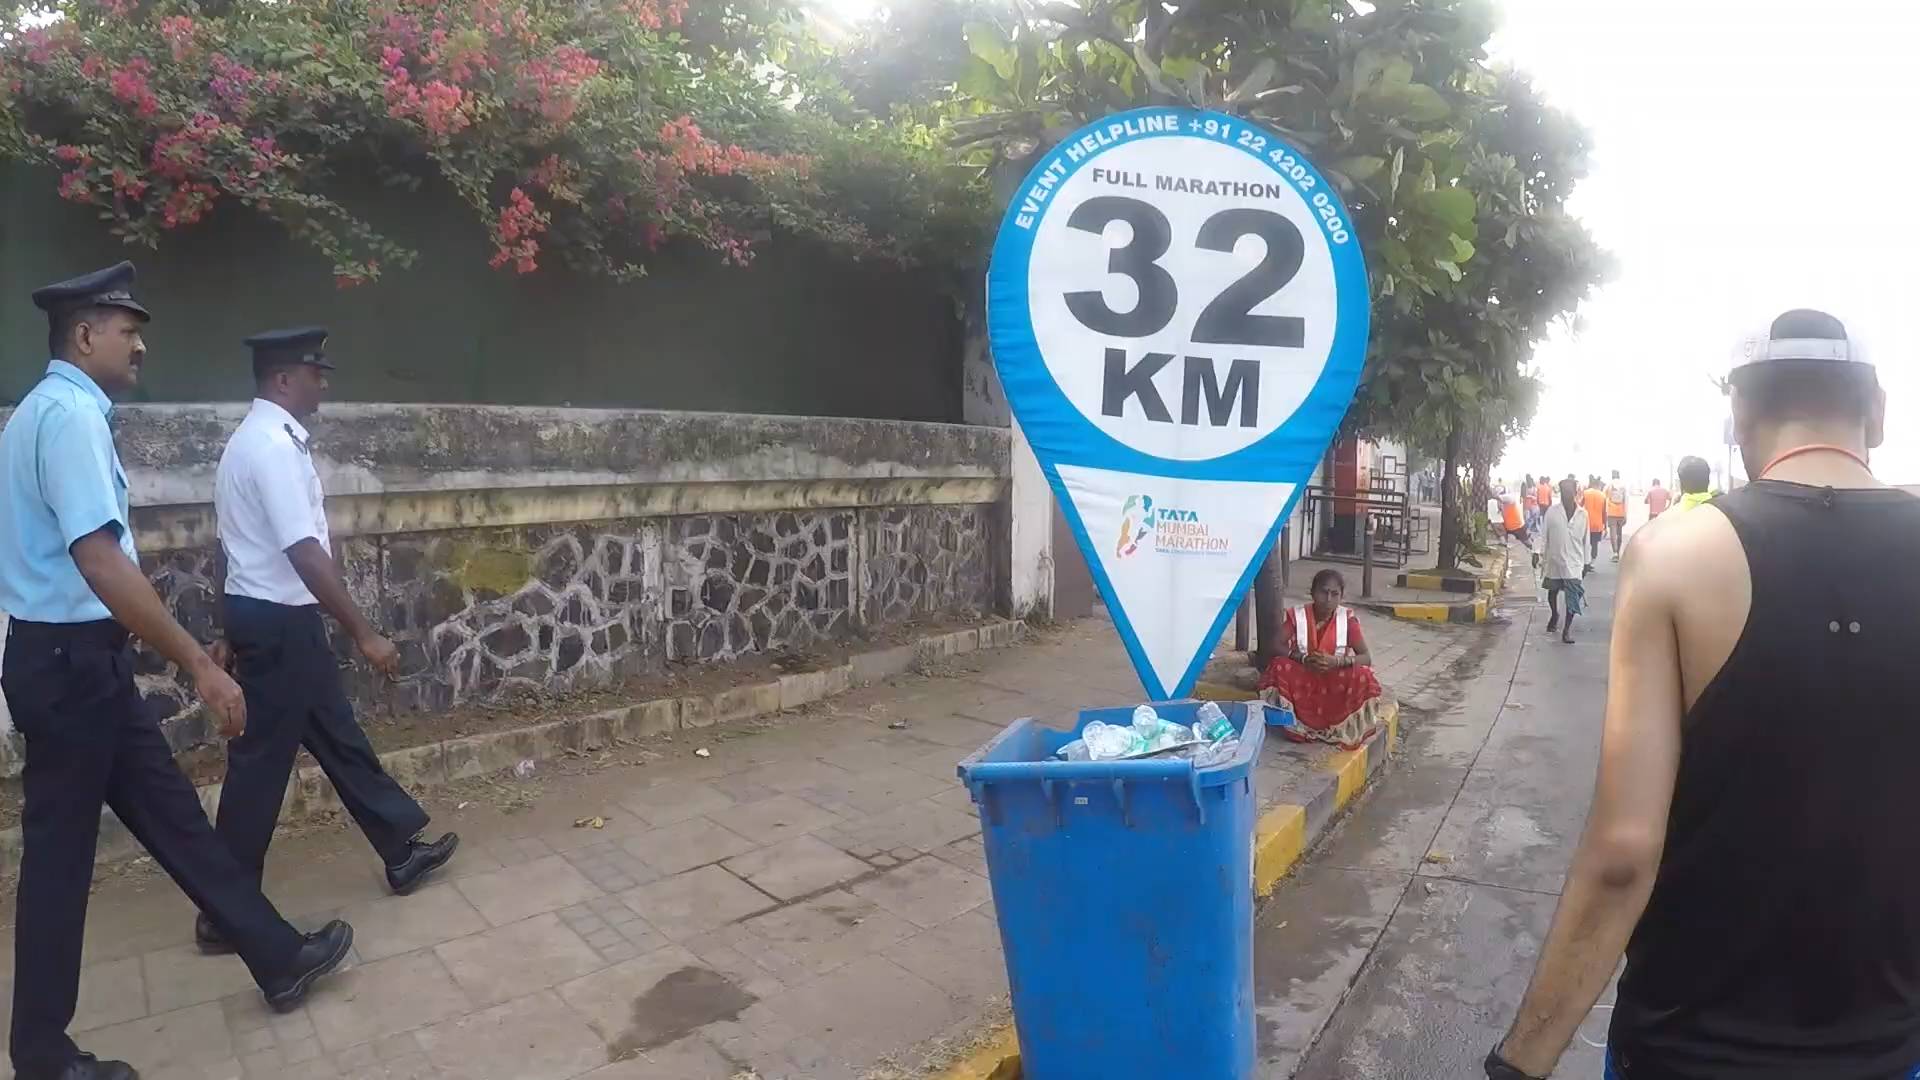 EVENT HELPLINE +91 22 4202 0200
FULL MARATHON
32
KM
TATA
MUMBAI
MARATHON